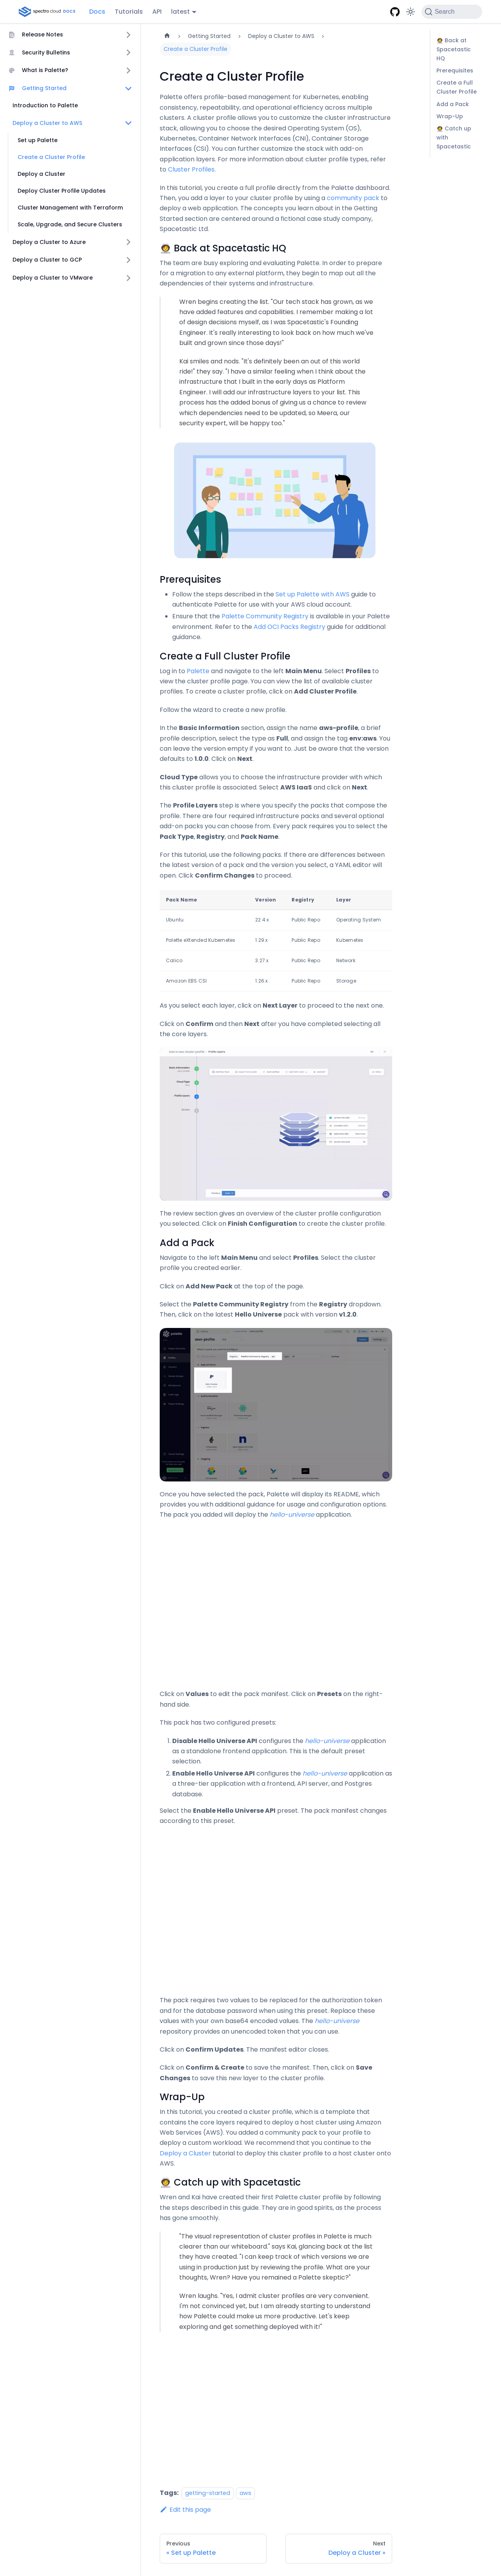 spectro cloud DOCS
Docs
Tutorials
API
latest
Search
Release Notes
Security Bulletins
What is Palette?
Getting Started
Introduction to Palette
Deploy a Cluster to AWS
Set up Palette
Create a Cluster Profile
Deploy a Cluster
Deploy Cluster Profile Updates
Cluster Management with Terraform
Scale, Upgrade, and Secure Clusters
Deploy a Cluster to Azure
Deploy a Cluster to GCP
Deploy a Cluster to VMware
Getting Started
Deploy a Cluster to AWS
Create a Cluster Profile
Create a Cluster Profile
Palette offers profile-based management for Kubernetes, enabling
consistency, repeatability, and operational efficiency across multiple
clusters. A cluster profile allows you to customize the cluster infrastructure
stack, allowing you to choose the desired Operating System (OS),
Kubernetes, Container Network Interfaces (CNI), Container Storage
Interfaces (CSI). You can further customize the stack with add-on
application layers. For more information about cluster profile types, refer
to Cluster Profiles.
In this tutorial, you create a full profile directly from the Palette dashboard.
Then, you add a layer to your cluster profile by using a community pack to
deploy a web application. The concepts you learn about in the Getting
Started section are centered around a fictional case study company,
Spacetastic Ltd.
🧑‍🚀 Back at Spacetastic HQ
The team are busy exploring and evaluating Palette. In order to prepare
for a migration to any external platform, they begin to map out all the
dependencies of their systems and infrastructure.
Wren begins creating the list. "Our tech stack has grown, as we
have added features and capabilities. I remember making a lot
of design decisions myself, as I was Spacetastic's Founding
Engineer. It's really interesting to look back on how much we've
built and grown since those days!"
Kai smiles and nods. "It's definitely been an out of this world
ride!" they say. "I have a similar feeling when I think about the
infrastructure that I built in the early days as Platform
Engineer. I will add our infrastructure layers to your list. This
process has the added bonus of giving us a chance to review
which dependencies need to be updated, so Meera, our
security expert, will be happy too."
Prerequisites
Follow the steps described in the Set up Palette with AWS guide to
authenticate Palette for use with your AWS cloud account.
Ensure that the Palette Community Registry is available in your Palette
environment. Refer to the Add OCI Packs Registry guide for additional
guidance.
Create a Full Cluster Profile
Log in to Palette and navigate to the left Main Menu. Select Profiles to
view the cluster profile page. You can view the list of available cluster
profiles. To create a cluster profile, click on Add Cluster Profile.
Follow the wizard to create a new profile.
In the Basic Information section, assign the name aws-profile, a brief
profile description, select the type as Full, and assign the tag env:aws. You
can leave the version empty if you want to. Just be aware that the version
defaults to 1.0.0. Click on Next.
Cloud Type allows you to choose the infrastructure provider with which
this cluster profile is associated. Select AWS IaaS and click on Next.
The Profile Layers step is where you specify the packs that compose the
profile. There are four required infrastructure packs and several optional
add-on packs you can choose from. Every pack requires you to select the
Pack Type, Registry, and Pack Name.
For this tutorial, use the following packs. If there are differences between
the latest version of a pack and the version you select, a YAML editor will
open. Click Confirm Changes to proceed.
Pack Name Version Registry Layer
Ubuntu 22.4.x Public Repo Operating System
Palette eXtended Kubernetes 1.29.x Public Repo Kubernetes
Calico 3.27.x Public Repo Network
Amazon EBS CSI 1.26.x Public Repo Storage
As you select each layer, click on Next Layer to proceed to the next one.
Click on Confirm and then Next after you have completed selecting all
the core layers.
The review section gives an overview of the cluster profile configuration
you selected. Click on Finish Configuration to create the cluster profile.
Add a Pack
Navigate to the left Main Menu and select Profiles. Select the cluster
profile you created earlier.
Click on Add New Pack at the top of the page.
Select the Palette Community Registry from the Registry dropdown.
Then, click on the latest Hello Universe pack with version v1.2.0.
Once you have selected the pack, Palette will display its README, which
provides you with additional guidance for usage and configuration options.
The pack you added will deploy the hello-universe application.
Click on Values to edit the pack manifest. Click on Presets on the right-
hand side.
This pack has two configured presets:
1. Disable Hello Universe API configures the hello-universe application
as a standalone frontend application. This is the default preset
selection.
2. Enable Hello Universe API configures the hello-universe application as
a three-tier application with a frontend, API server, and Postgres
database.
Select the Enable Hello Universe API preset. The pack manifest changes
according to this preset.
The pack requires two values to be replaced for the authorization token
and for the database password when using this preset. Replace these
values with your own base64 encoded values. The hello-universe
repository provides an unencoded token that you can use.
Click on Confirm Updates. The manifest editor closes.
Click on Confirm & Create to save the manifest. Then, click on Save
Changes to save this new layer to the cluster profile.
Wrap-Up
In this tutorial, you created a cluster profile, which is a template that
contains the core layers required to deploy a host cluster using Amazon
Web Services (AWS). You added a community pack to your profile to
deploy a custom workload. We recommend that you continue to the
Deploy a Cluster tutorial to deploy this cluster profile to a host cluster onto
AWS.
🧑‍🚀 Catch up with Spacetastic
Wren and Kai have created their first Palette cluster profile by following
the steps described in this guide. They are in good spirits, as the process
has gone smoothly.
"The visual representation of cluster profiles in Palette is much
clearer than our whiteboard." says Kai, glancing back at the list
they have created. "I can keep track of which versions we are
using in production just by reviewing the profile. What are your
thoughts, Wren? Have you remained a Palette skeptic?"
Wren laughs. "Yes, I admit cluster profiles are very convenient.
I'm not convinced yet, but I am already starting to understand
how Palette could make us more productive. Let's keep
exploring and get something deployed with it!"
Tags: getting-started aws
Edit this page
Previous
« Set up Palette
Next
Deploy a Cluster »
🧑‍🚀 Back at
Spacetastic
HQ
Prerequisites
Create a Full
Cluster Profile
Add a Pack
Wrap-Up
🧑‍🚀 Catch up
with
Spacetastic